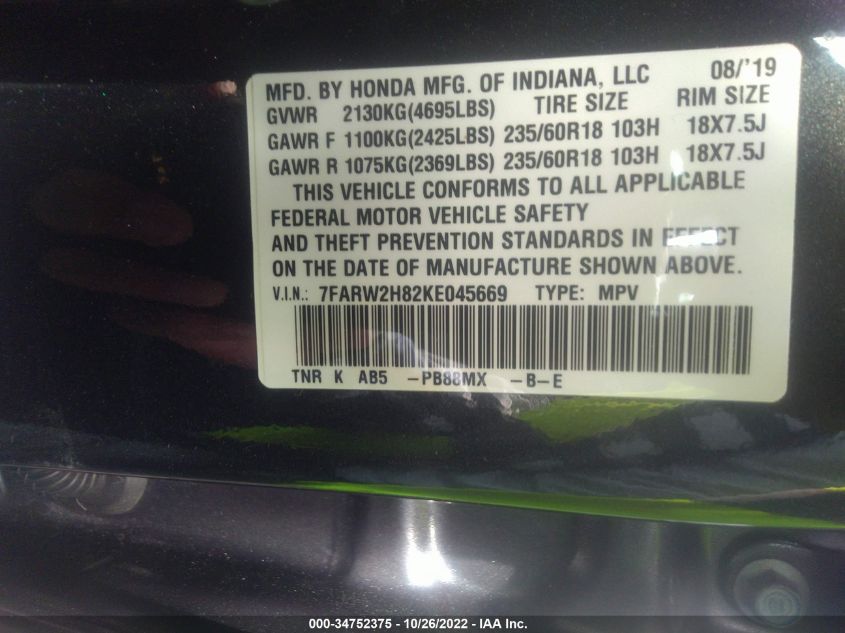 MFD. BY HONDA MFG. OF INDIANA, LLC 08/'19
GVWR 2130KG(4695LBS) TIRE SIZE RIM SIZE
GAWR F 1100KG(2425LBS) 235/60R18 103H 18X7.5J
GAWR R 1075KG(2369LBS) 235/60R18 103H 18X7.5J
THIS VEHICLE CONFORMS TO ALL APPLICABLE
FEDERAL MOTOR VEHICLE SAFETY
AND THEFT PREVENTION STANDARDS IN EFFECT
ON THE DATE OF MANUFACTURE SHOWN ABOVE.
V.I.N.: 7FARW2H82KE045669 TYPE: MPV
TNR K AB5 -PB88MX -B-E
000-34752375 - 10/26/2022 - IAA Inc.